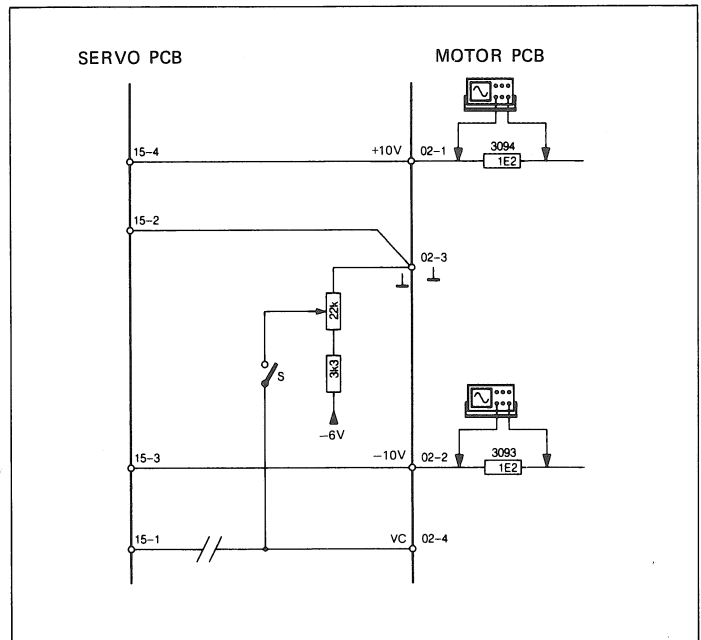 SERVO PCB
MOTOR PCB
15-4
+10V
02-1
3094
1E2
15-2
02-3
22k
3k3
S
-6V
15-3
-10V
02-2
3093
1E2
15-1
VC
02-4